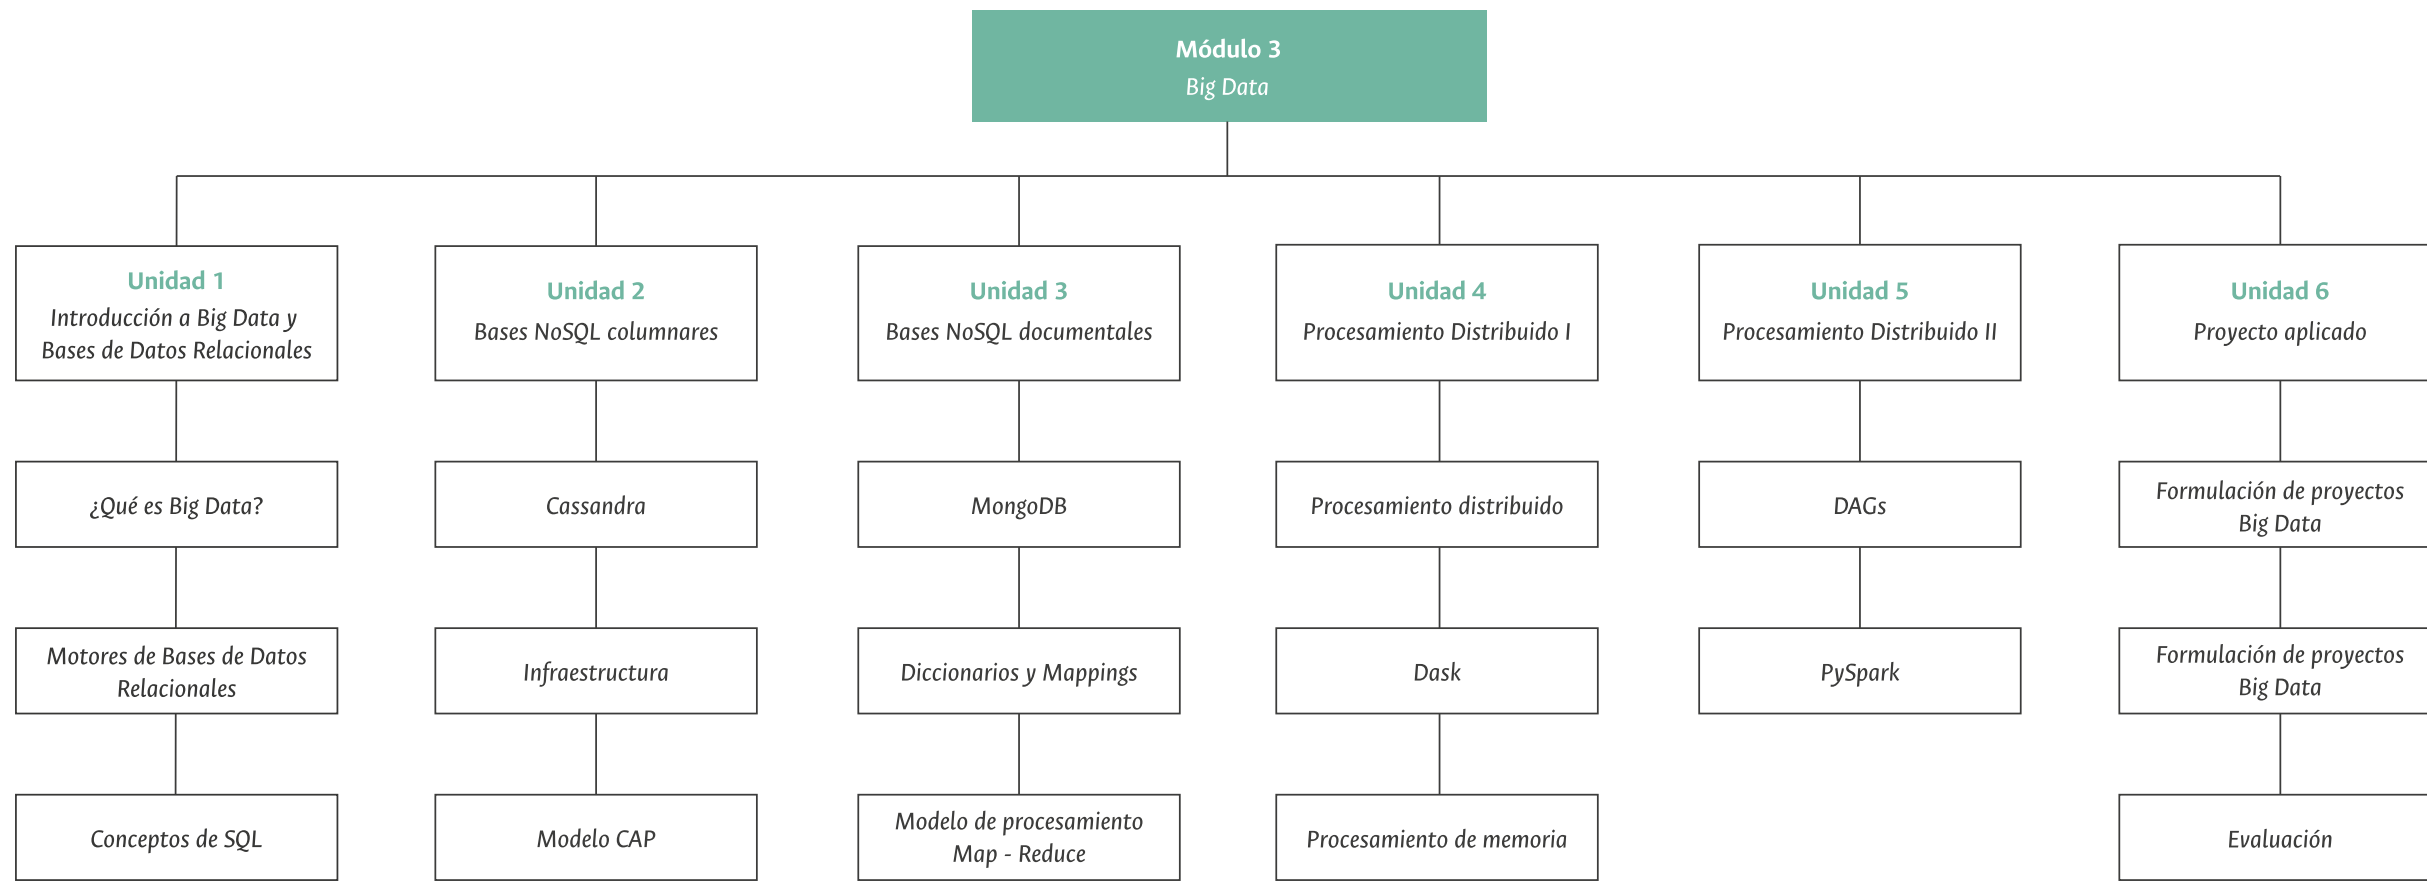 Módulo 3
Big Data
Unidad 1
Introducción a Big Data y
Bases de Datos Relacionales
¿Qué es Big Data?
Motores de Bases de Datos
Relacionales
Conceptos de SQL
Unidad 2
Bases NoSQL columnares
Cassandra
Infraestructura
Modelo CAP
Unidad 3
Bases NoSQL documentales
MongoDB
Diccionarios y Mappings
Modelo de procesamiento
Map - Reduce
Unidad 4
Procesamiento Distribuido I
Procesamiento distribuido
Dask
Procesamiento de memoria
Unidad 5
Procesamiento Distribuido II
DAGs
PySpark
Unidad 6
Proyecto aplicado
Formulación de proyectos
Big Data
Formulación de proyectos
Big Data
Evaluación